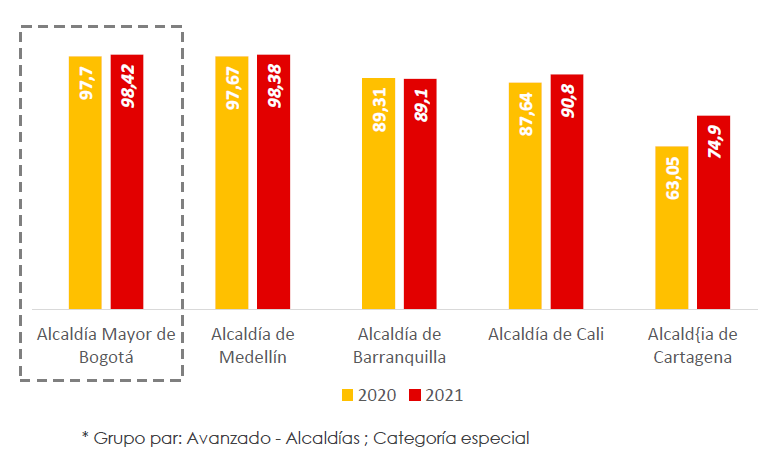 97,7
98,42
97,67
98,38
89,31
89,1
87,64
90,8
63,05
74,9
Alcaldía Mayor de
Bogotá
Alcaldía de
Medellín
Alcaldía de
Barranquilla
Alcaldía de Cali
Alcald{ia de
Cartagena
2020
2021
* Grupo par: Avanzado - Alcaldías ; Categoría especial